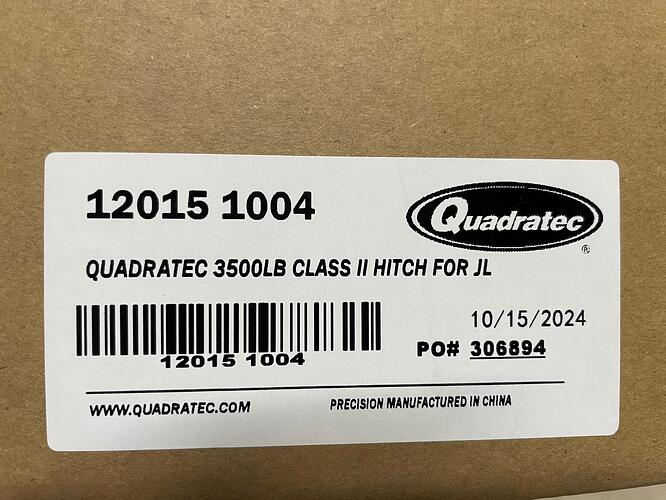 12015 1004
Quadratec
®
QUADRATEC 3500LB CLASS II HITCH FOR JL
12015 1004
10/15/2024
PO# 306894
WWW.QUADRATEC.COM
PRECISION MANUFACTURED IN CHINA